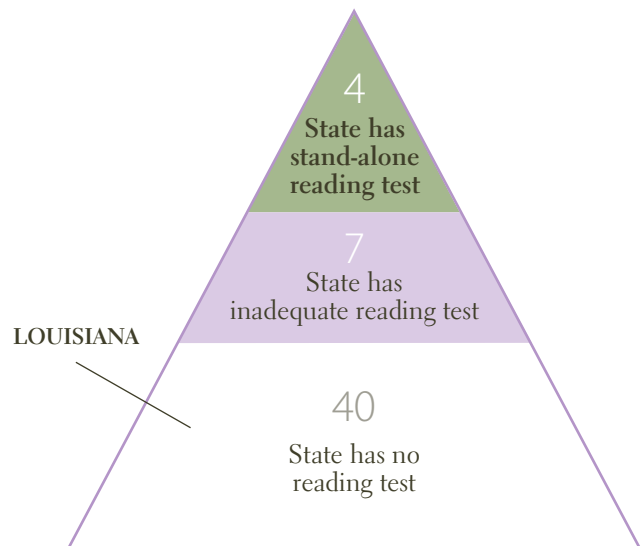 4
State has
stand-alone
reading test
7
State has
inadequate reading test
LOUISIANA
40
State has no
reading test